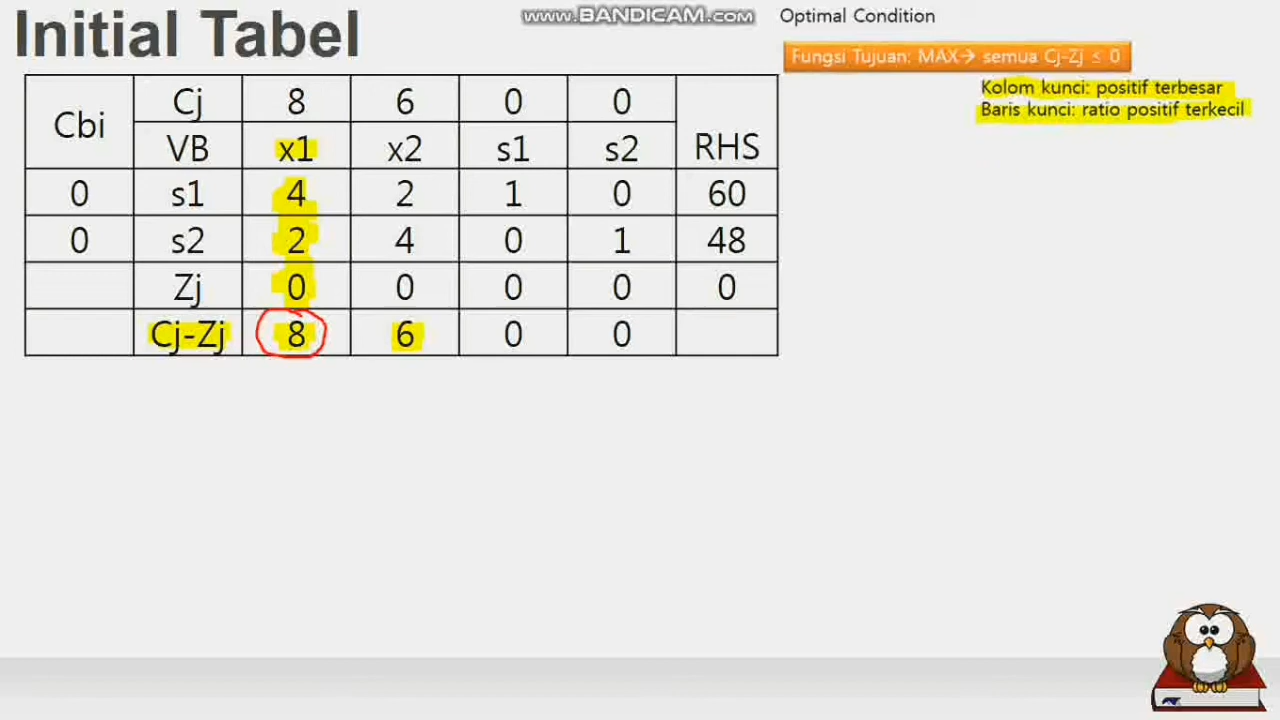 www.BANDICAM.com
Initial Tabel
Optimal Condition
Fungsi Tujuan: MAX→ semua Cj-Zj ≤ 0
Kolom kunci: positif terbesar
Baris kunci: ratio positif terkecil
Cbi Cj 8 6 0 0 RHS
VB x1 x2 s1 s2
0 s1 4 2 1 0 60
0 s2 2 4 0 1 48
Zj 0 0 0 0 0
Cj-Zj 8 6 0 0